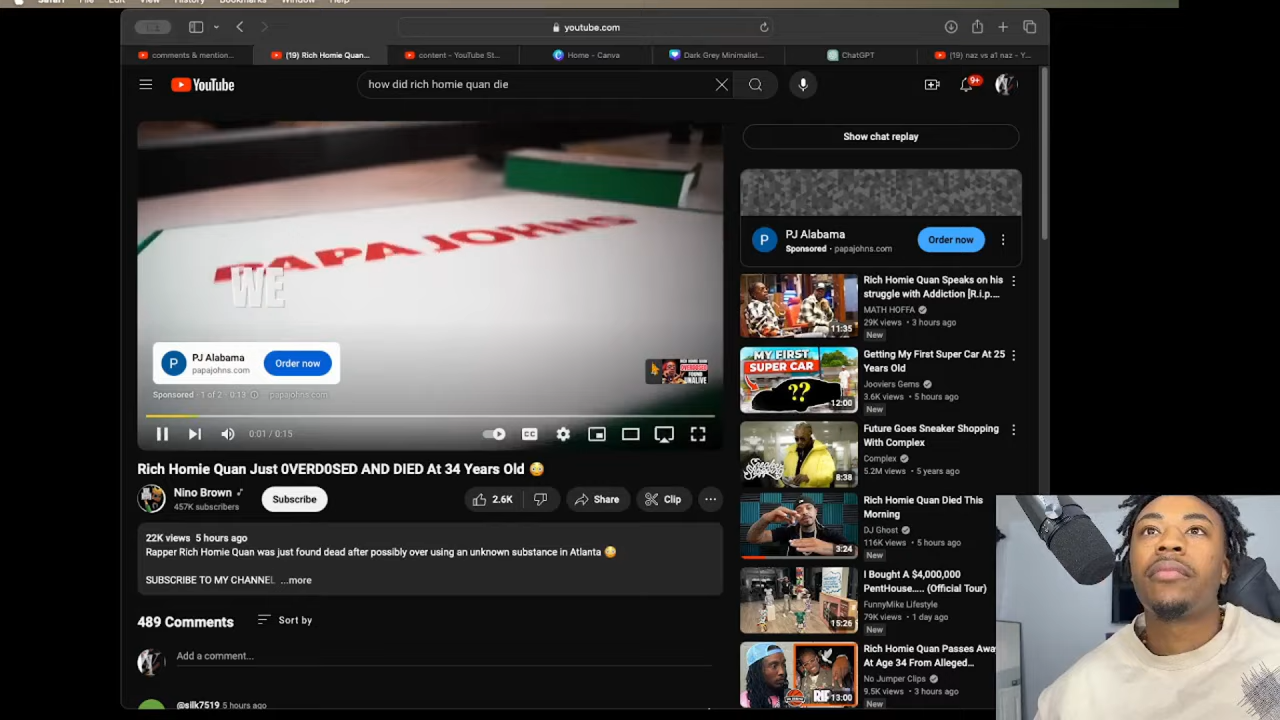 Safari File Edit View History Window Help
youtube.com
comments & mention...
(19) Rich Homie Quan...
content - YouTube St...
Home - Canva
Dark Grey Minimalist...
ChatGPT
(19) naz vs a1 naz - Y...
YouTube
how did rich homie quan die
9+
PAPA JOHNS
WE
P
PJ Alabama
papajohns.com
Order now
Sponsored · 1 of 2 · 0:13 papajohns.com
0:01 / 0:15
Rich Homie Quan Just 0VERD0SED AND DIED At 34 Years Old 😳
Nino Brown
457K subscribers
Subscribe
2.6K
Share
Clip
22K views 5 hours ago
Rapper Rich Homie Quan was just found dead after possibly over using an unknown substance in Atlanta 😳
SUBSCRIBE TO MY CHANNEL ...more
489 Comments
Sort by
Add a comment...
@silk7519 5 hours ago
Show chat replay
P
PJ Alabama
Sponsored · papajohns.com
Order now
11:35
Rich Homie Quan Speaks on his
struggle with Addiction [R.i.p....
MATH HOFFA
29K views · 3 hours ago
New
MY FIRST
SUPER CAR
??
12:00
Getting My First Super Car At 25
Years Old
Jooviers Gems
3.6K views · 5 hours ago
New
8:38
Future Goes Sneaker Shopping
With Complex
Complex
5.2M views · 5 years ago
3:24
Rich Homie Quan Died This
Morning
DJ Ghost
116K views · 5 hours ago
New
15:26
I Bought A $4,000,000
PentHouse..... (Official Tour)
FunnyMike Lifestyle
79K views · 1 day ago
New
RIP
13:00
Rich Homie Quan Passes Awa
At Age 34 From Alleged...
No Jumper Clips
9.5K views · 3 hours ago
New